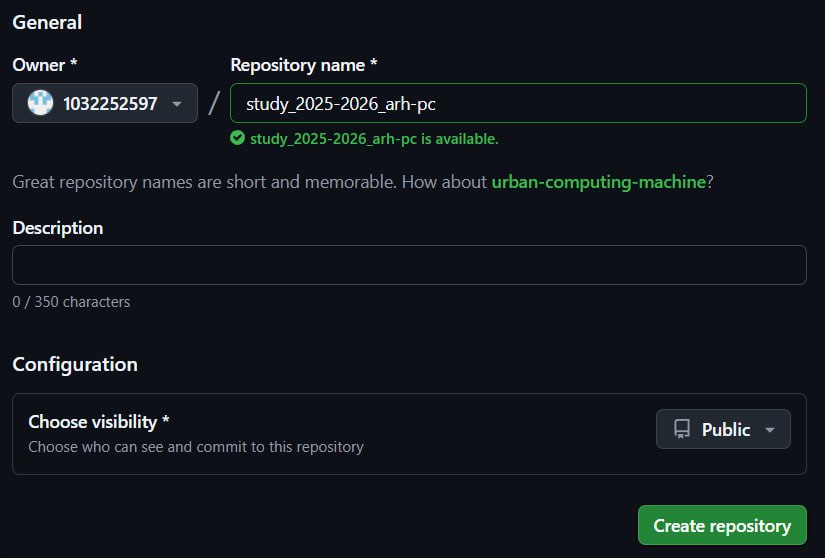 General
Owner * Repository name *
1032252597 / study_2025-2026_arh-pc
study_2025-2026_arh-pc is available.
Great repository names are short and memorable. How about urban-computing-machine?
Description
0 / 350 characters
Configuration
Choose visibility *
Choose who can see and commit to this repository
Public
Create repository